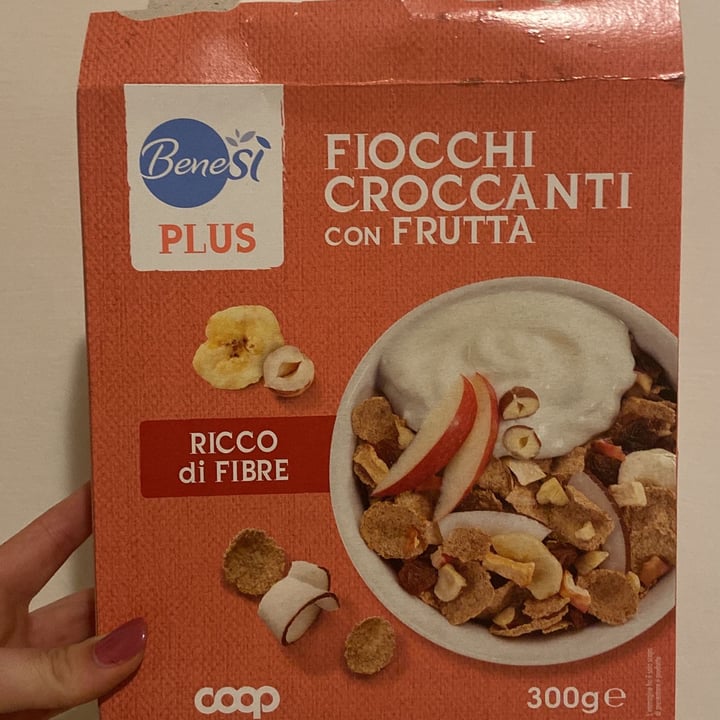 BeneSÌ
PLUS
FIOCCHI
CROCCANTI
CON FRUTTA
RICCO
di FIBRE
coop
300g e